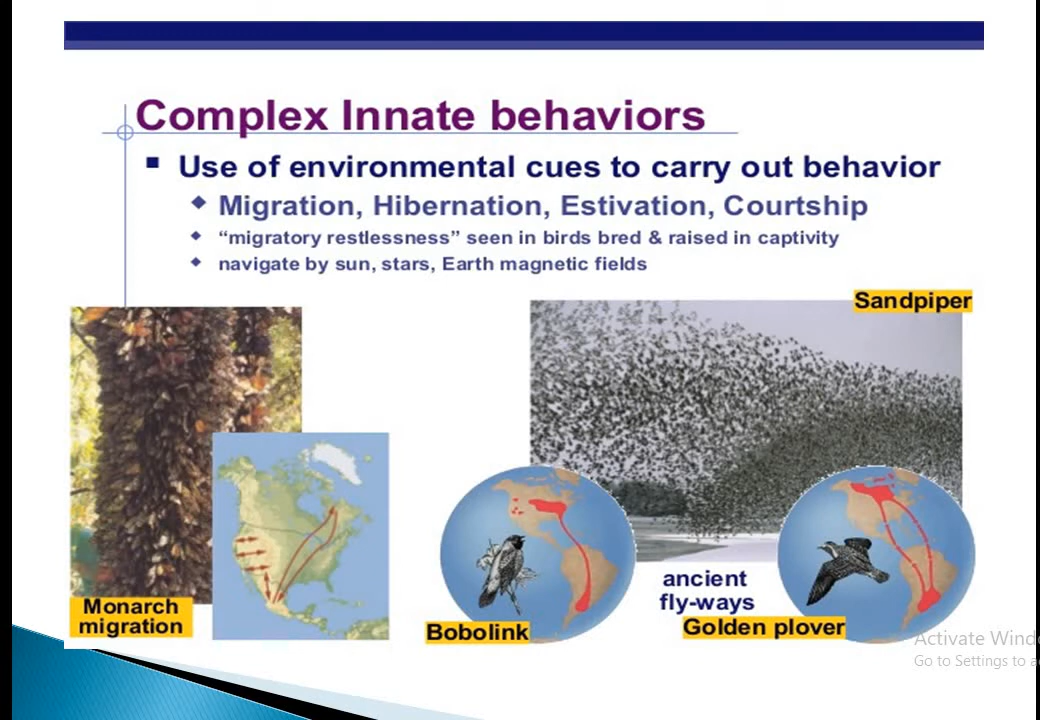 Complex Innate behaviors
Use of environmental cues to carry out behavior
Migration, Hibernation, Estivation, Courtship
“migratory restlessness” seen in birds bred & raised in captivity
navigate by sun, stars, Earth magnetic fields
Sandpiper
Monarch
migration
Bobolink
ancient
fly-ways
Golden plover
Activate Wind
Go to Settings to a